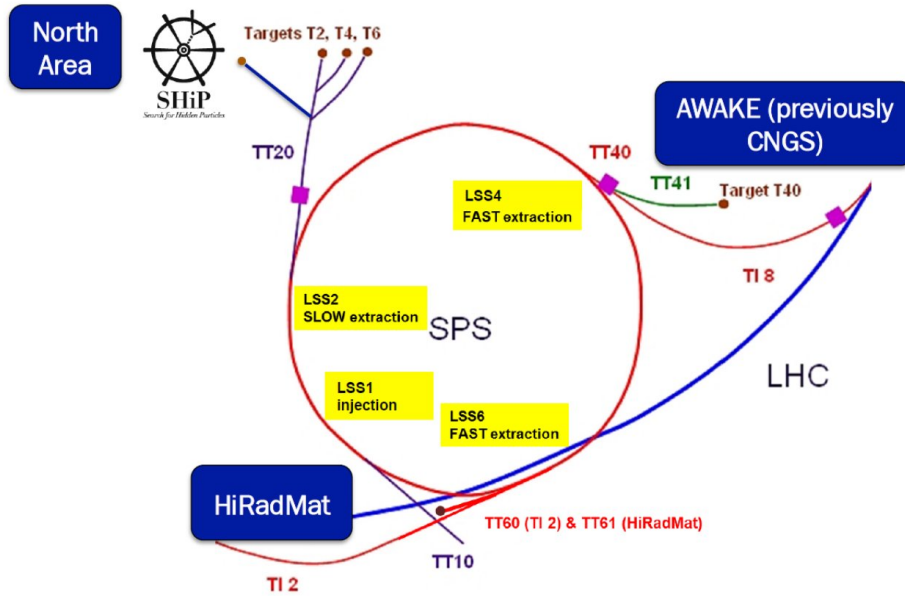 North
Area
SHiP
Search for Hidden Particles
Targets T2, T4, T6
AWAKE (previously
CNGS)
TT20
TT40
TT41
Target T40
LSS4
FAST extraction
TI 8
LSS2
SLOW extraction
SPS
LHC
LSS1
injection
LSS6
FAST extraction
HiRadMat
TT60 (TI 2) & TT61 (HiRadMat)
TT10
TI 2